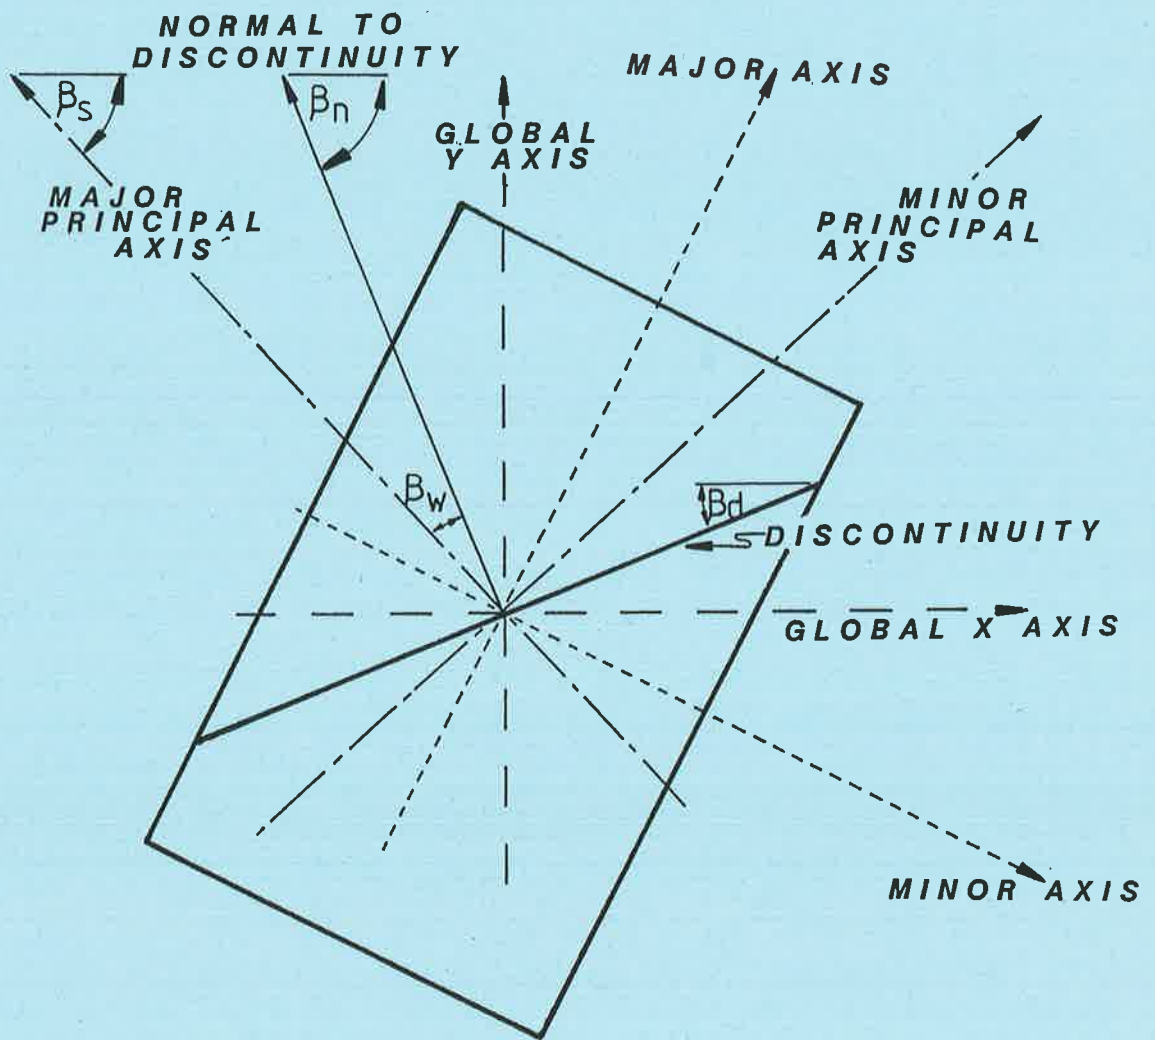 NORMAL TO
DISCONTINUITY
βs
βn
MAJOR AXIS
GLOBAL
Y AXIS
MAJOR
PRINCIPAL
AXIS
MINOR
PRINCIPAL
AXIS
βw
βd
DISCONTINUITY
GLOBAL X AXIS
MINOR AXIS